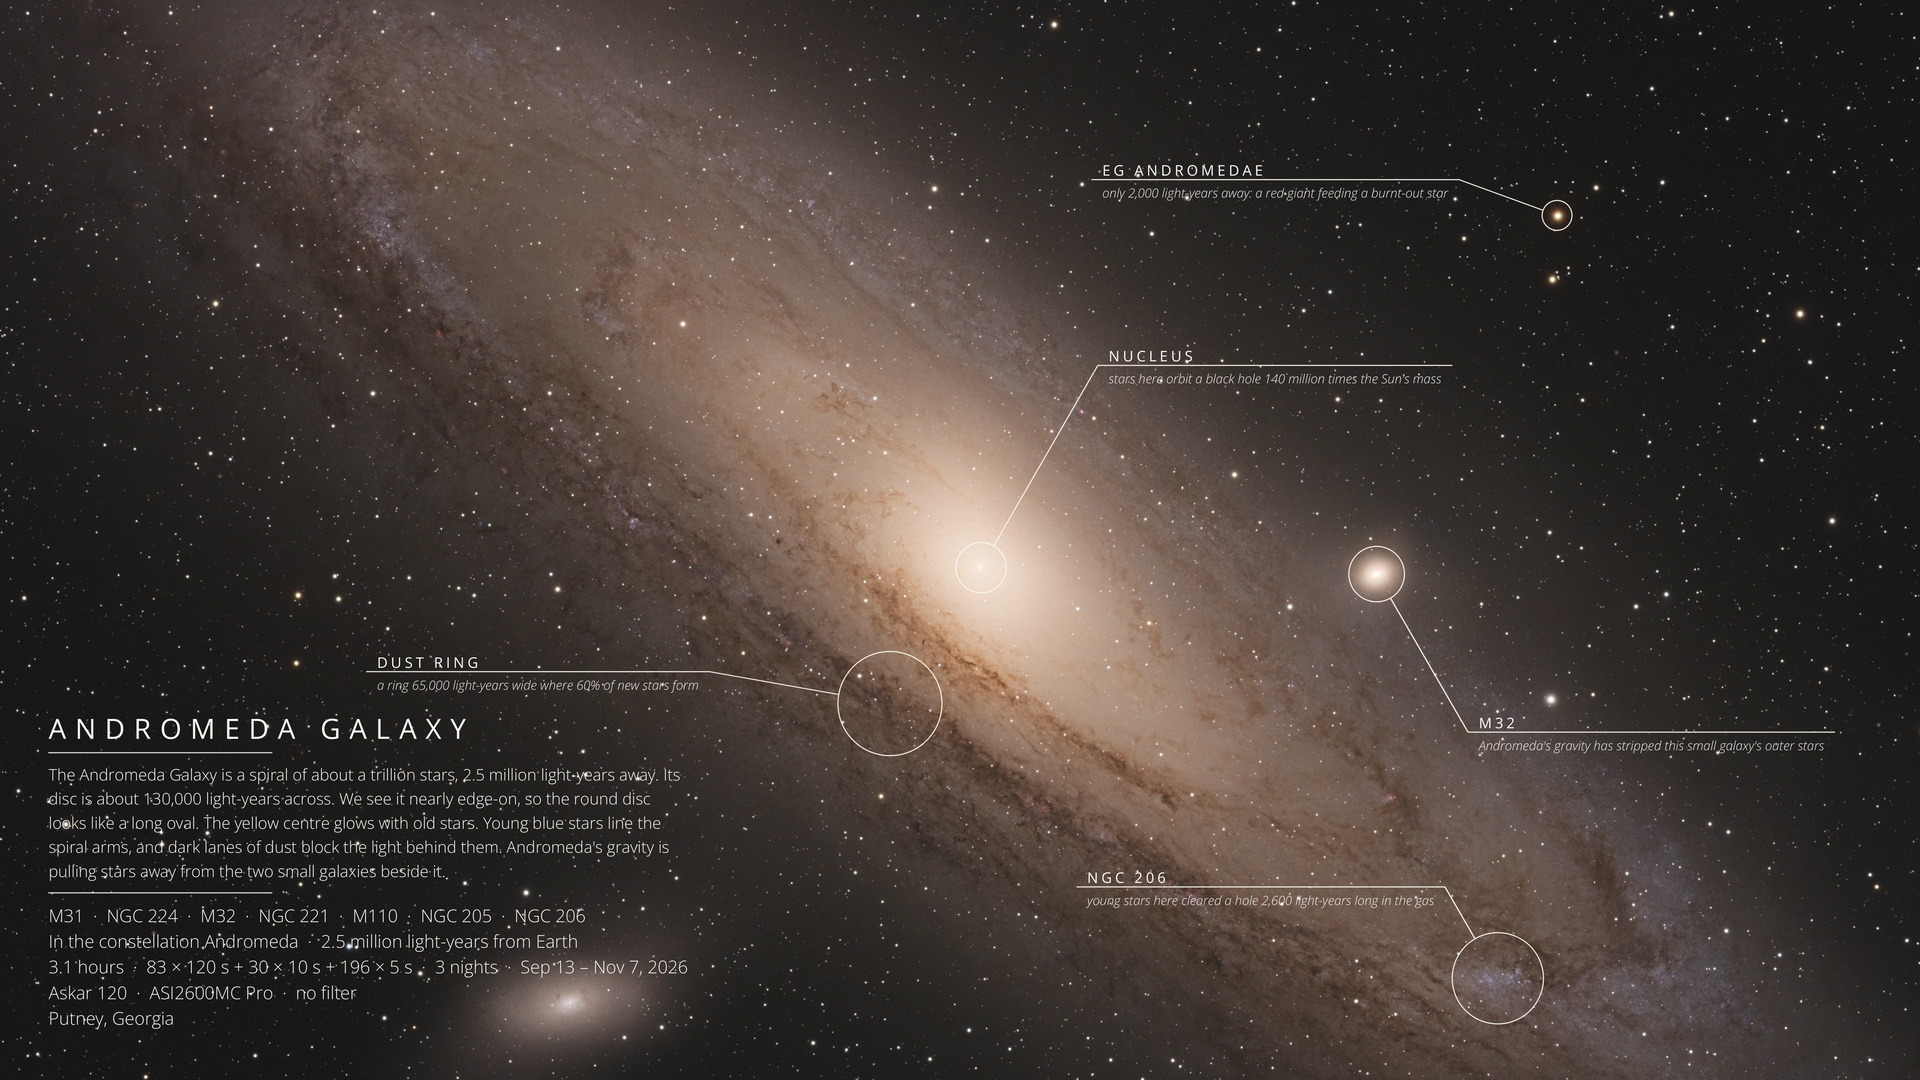 EG ANDROMEDAE
only 2,000 light-years away: a red giant feeding a burnt-out star
NUCLEUS
stars here orbit a black hole 140 million times the Sun's mass
DUST RING
a ring 65,000 light-years wide where 60% of new stars form
M32
Andromeda's gravity has stripped this small galaxy's outer stars
NGC 206
young stars here cleared a hole 2,600 light-years long in the gas
ANDROMEDA GALAXY
The Andromeda Galaxy is a spiral of about a trillion stars, 2.5 million light-years away. Its
disc is about 130,000 light-years across. We see it nearly edge-on, so the round disc
looks like a long oval. The yellow centre glows with old stars. Young blue stars line the
spiral arms, and dark lanes of dust block the light behind them. Andromeda's gravity is
pulling stars away from the two small galaxies beside it.
M31 · NGC 224 · M32 · NGC 221 · M110 · NGC 205 · NGC 206
In the constellation Andromeda · 2.5 million light-years from Earth
3.1 hours · 83 × 120 s + 30 × 10 s + 196 × 5 s · 3 nights · Sep 13 – Nov 7, 2026
Askar 120 · ASI2600MC Pro · no filter
Putney, Georgia